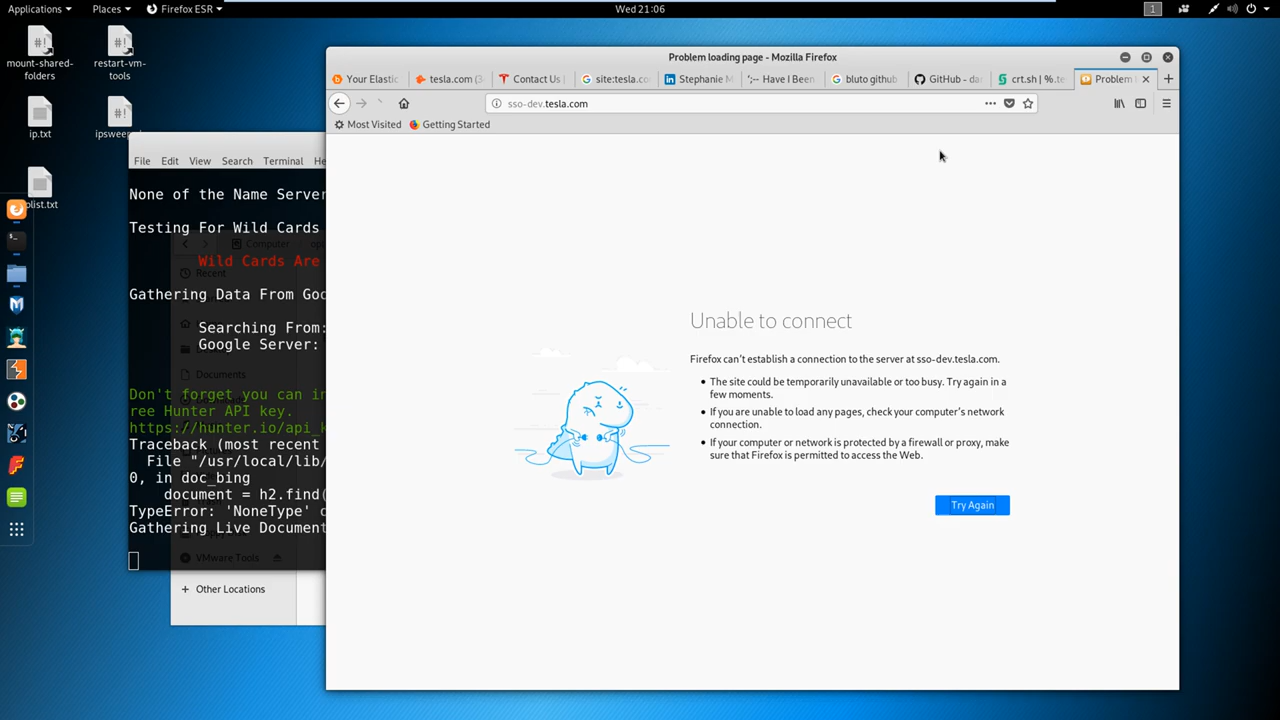 Applications
Places
Firefox ESR
Wed 21:06
1
mount-shared-folders
restart-vm-tools
ip.txt
Problem loading page - Mozilla Firefox
Your Elastic
tesla.com (3
Contact Us
site:tesla.co
Stephanie M
Have I Been
bluto github
GitHub - da
crt.sh | %.te
Problem
sso-dev.tesla.com
Most Visited
Getting Started
File Edit View Search Terminal He
None of the Name Server
Testing For Wild Cards
Wild Cards Are
Computer
Recent
Gathering Data From Goo
Searching From:
Google Server:
Documents
Don't forget you can in
ree Hunter API key.
https://hunter.io/api_k
Traceback (most recent
File "/usr/local/lib/
0, in doc_bing
document = h2.find(
TypeError: 'NoneType' o
Gathering Live Document
VMware Tools
Other Locations
Unable to connect
Firefox can't establish a connection to the server at sso-dev.tesla.com.
The site could be temporarily unavailable or too busy. Try again in a
few moments.
If you are unable to load any pages, check your computer's network
connection.
If your computer or network is protected by a firewall or proxy, make
sure that Firefox is permitted to access the Web.
Try Again